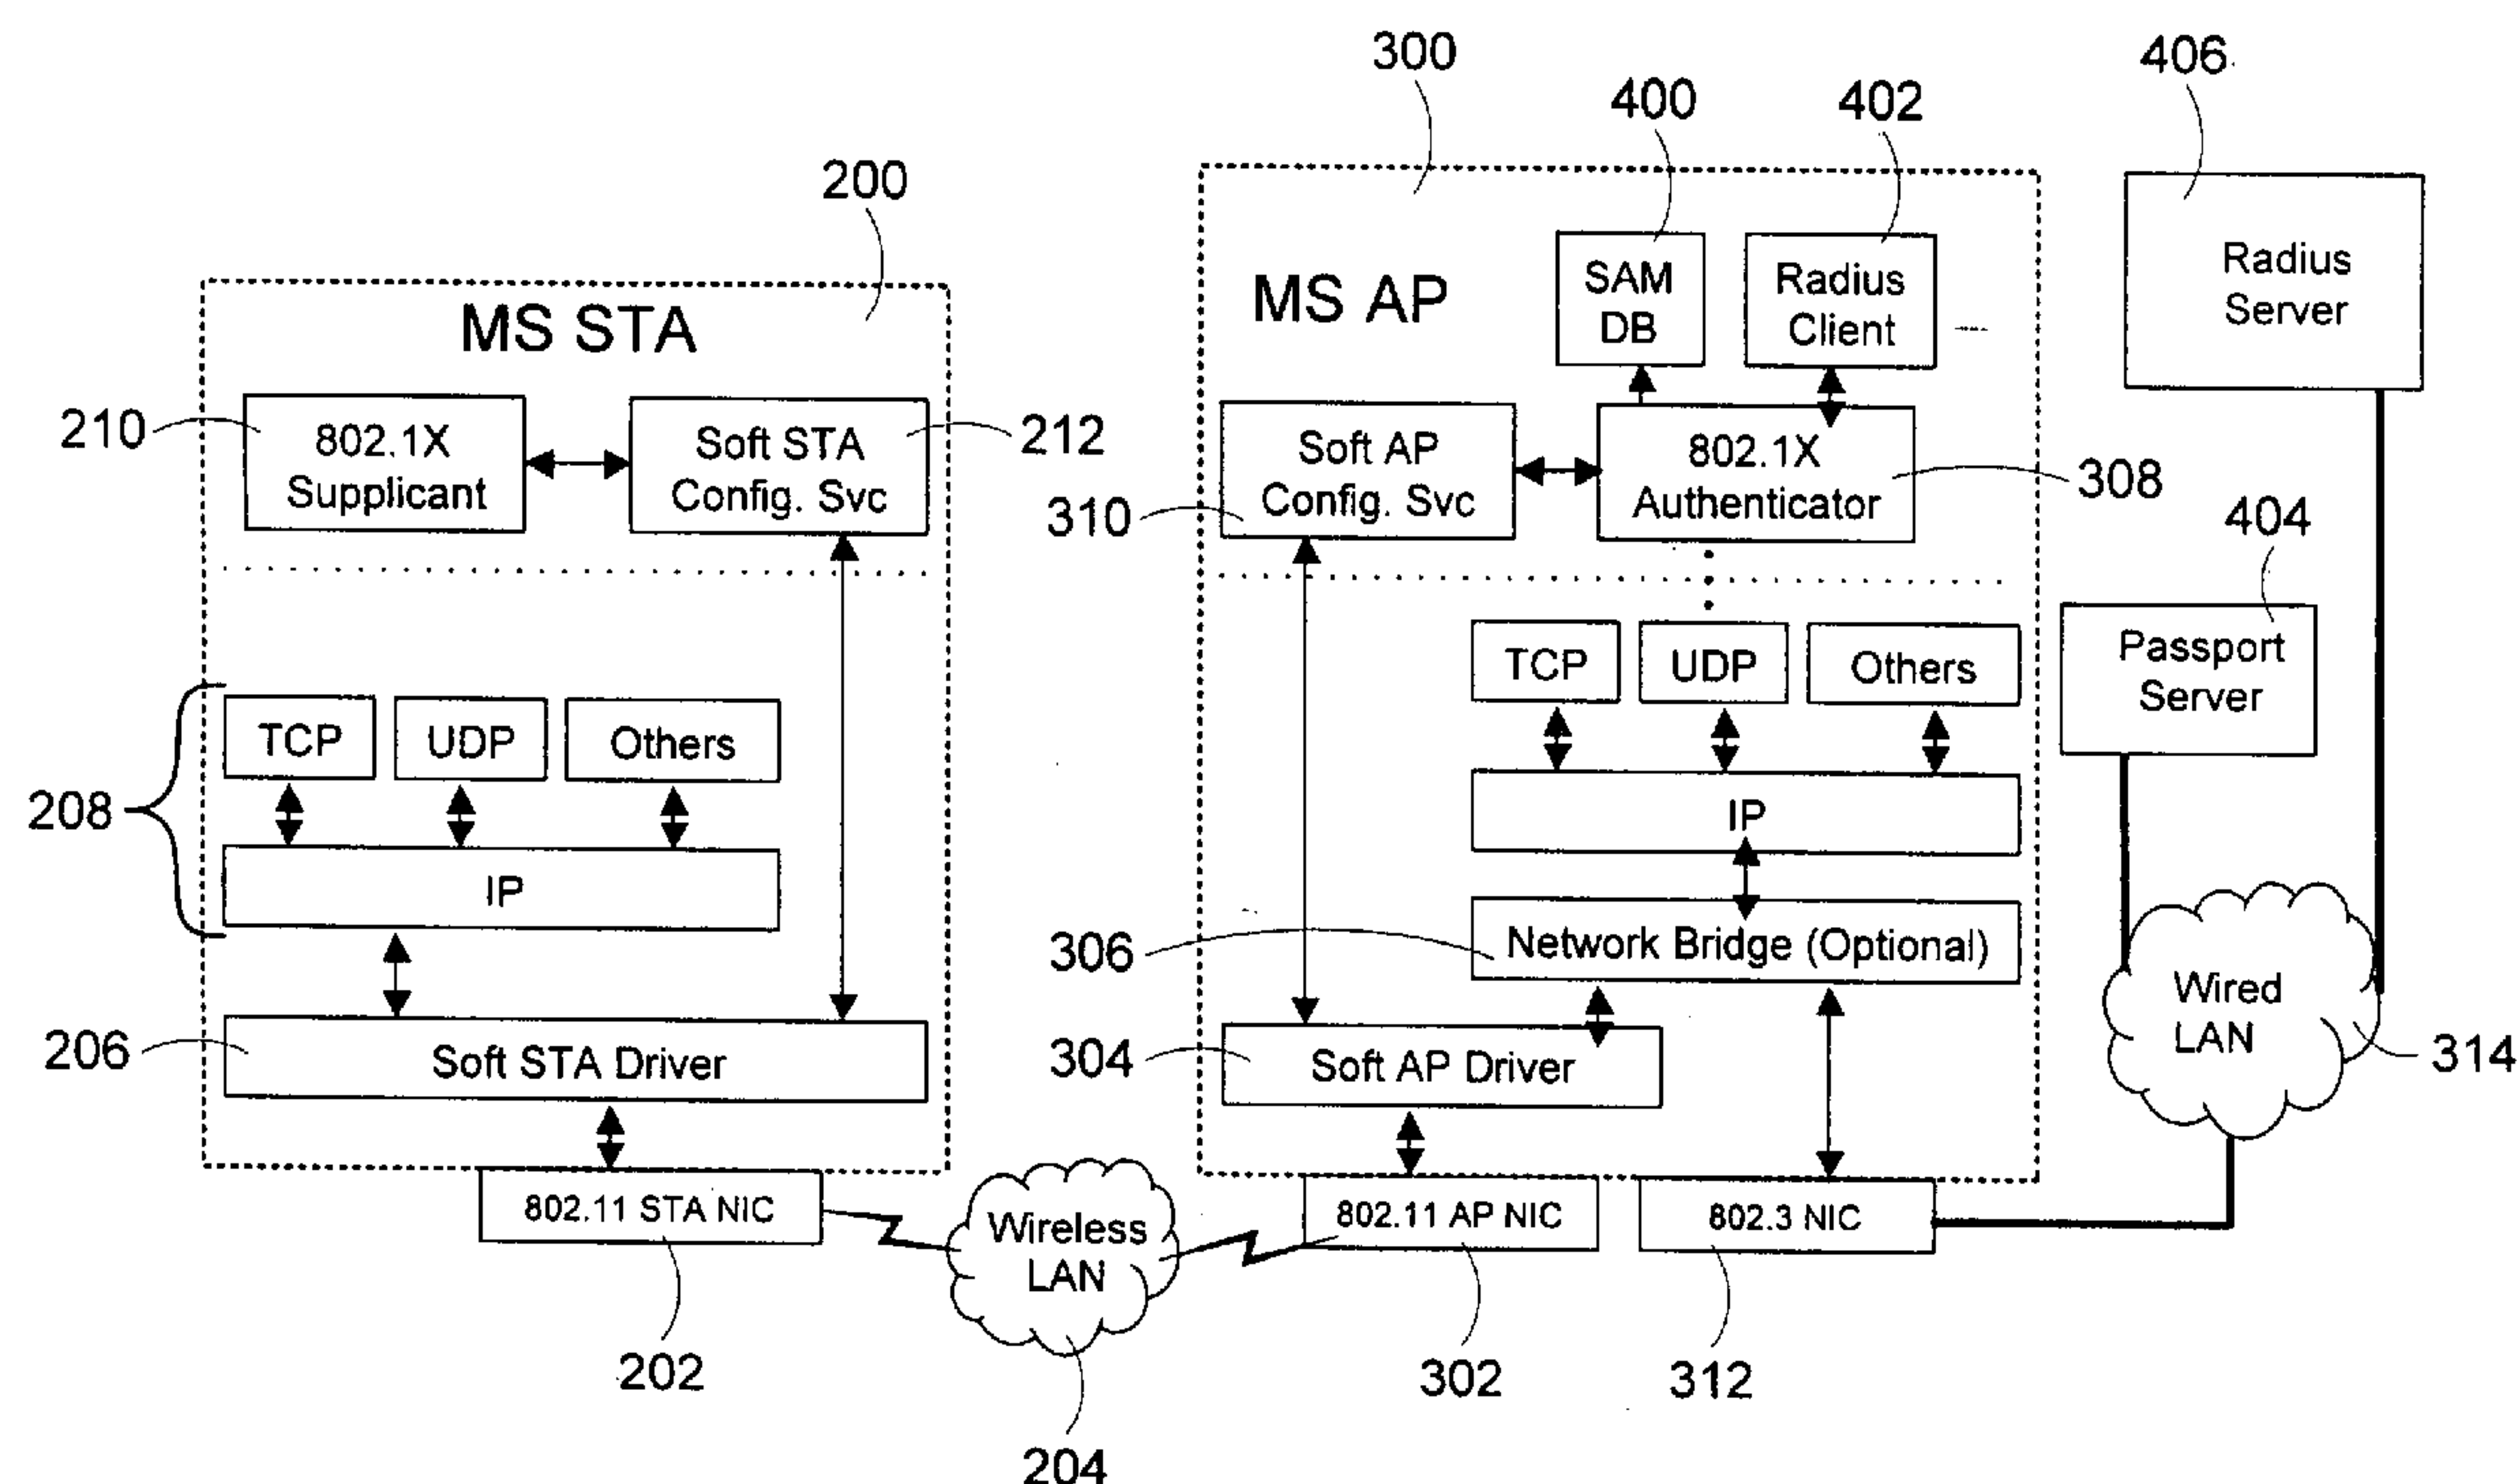 300
406
400
402
200
MS STA
210
802.1X
Supplicant
Soft STA
Config. Svc
212
208
TCP
UDP
Others
IP
206
Soft STA Driver
802.11 STA NIC
202
Wireless
LAN
204
MS AP
SAM
DB
Radius
Client
Soft AP
Config. Svc
310
802.1X
Authenticator
308
TCP
UDP
Others
IP
306
Network Bridge (Optional)
304
Soft AP Driver
802.11 AP NIC
302
802.3 NIC
312
Radius
Server
404
Passport
Server
Wired
LAN
314